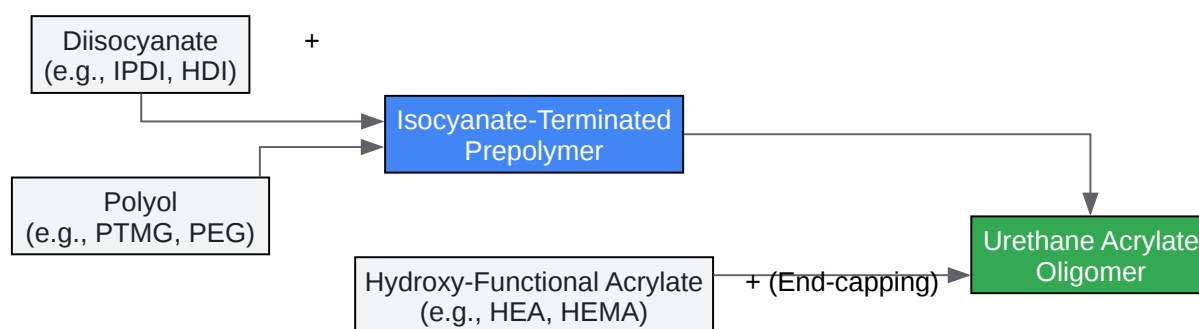 Diisocyanate
(e.g., IPDI, HDI)
+
Isocyanate-Terminated
Prepolymer
Polyol
(e.g., PTMG, PEG)
Hydroxy-Functional Acrylate
(e.g., HEA, HEMA)
+ (End-capping)
Urethane Acrylate
Oligomer